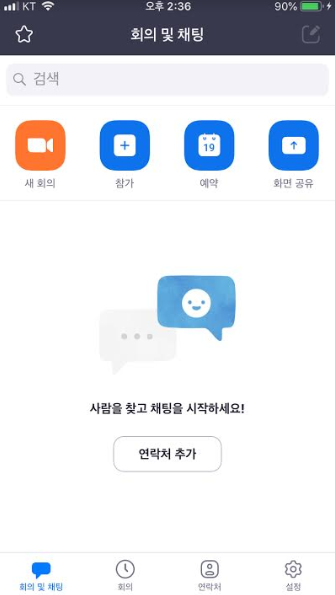 KT 오후 2:36 90%
회의 및 채팅
검색
19
새 회의 참가 예약 화면 공유
사람을 찾고 채팅을 시작하세요!
연락처 추가
회의 및 채팅 회의 연락처 설정